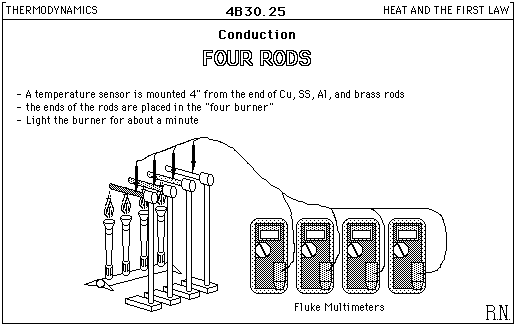 THERMODYNAMICS 4B30.25 HEAT AND THE FIRST LAW
Conduction
FOUR RODS
- A temperature sensor is mounted 4" from the end of Cu, SS, Al, and brass rods
- the ends of the rods are placed in the "four burner"
- Light the burner for about a minute
Fluke Multimeters
R.N.